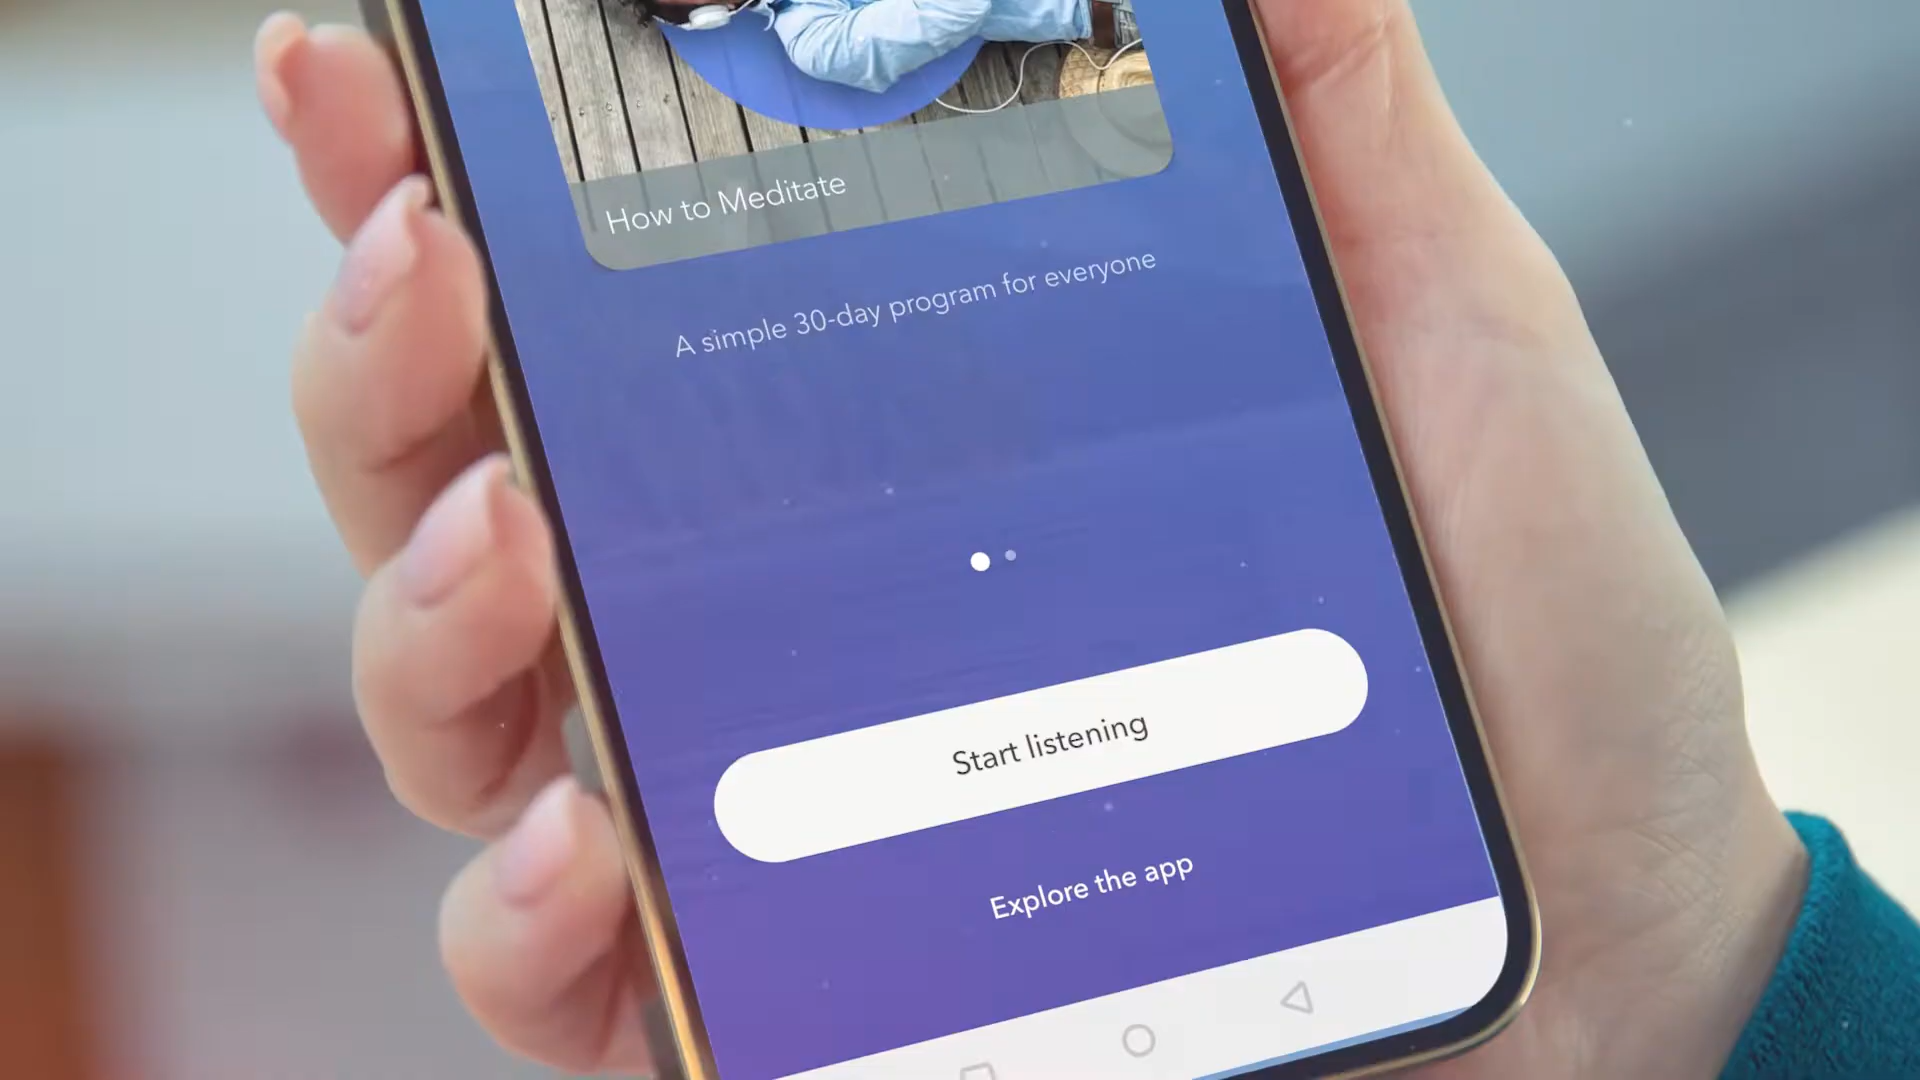 How to Meditate
A simple 30-day program for everyone
Start listening
Explore the app